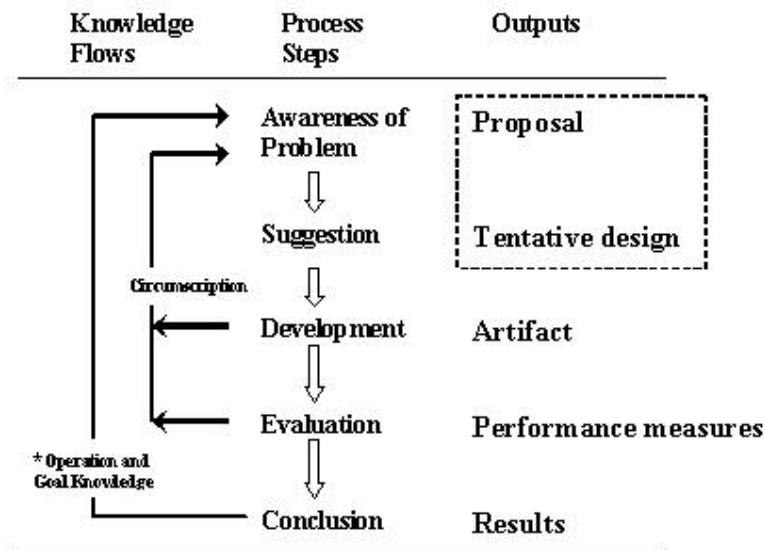 Knowledge Flows
Process Steps
Outputs
Awareness of Problem
Proposal
Suggestion
Tentative design
Circumscription
Development
Artifact
Evaluation
Performance measures
* Operation and Goal Knowledge
Conclusion
Results